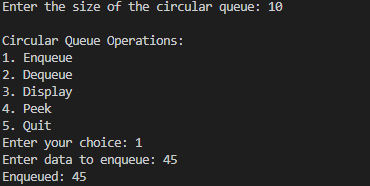 Enter the size of the circular queue: 10
Circular Queue Operations:
1. Enqueue
2. Dequeue
3. Display
4. Peek
5. Quit
Enter your choice: 1
Enter data to enqueue: 45
Enqueued: 45